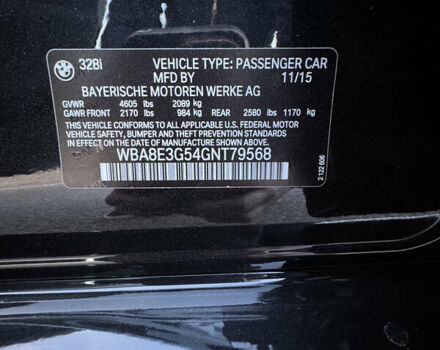 328i VEHICLE TYPE: PASSENGER CAR
MFD BY 11/15
BAYERISCHE MOTOREN WERKE AG
GVWR 4605 lbs 2089 kg
GAWR FRONT 2170 lbs 984 kg REAR 2580 lbs 1170 kg
THIS VEHICLE CONFORMS TO ALL APPLICABLE U.S. FEDERAL MOTOR
VEHICLE SAFETY, BUMPER, AND THEFT PREVENTION STANDARDS
IN EFFECT ON THE DATE OF MANUFACTURE SHOWN ABOVE.
WBA8E3G54GNT79568
2 122 606